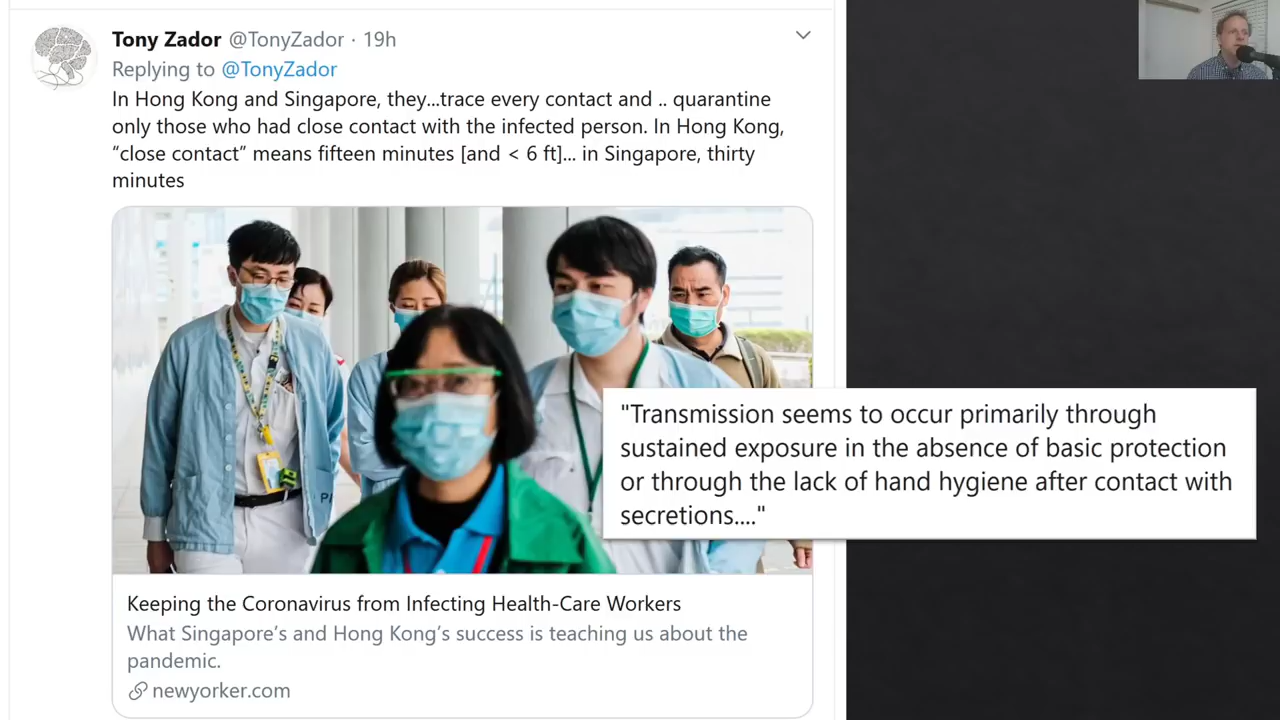 Tony Zador @TonyZador · 19h
Replying to @TonyZador
In Hong Kong and Singapore, they...trace every contact and .. quarantine
only those who had close contact with the infected person. In Hong Kong,
“close contact” means fifteen minutes [and < 6 ft]... in Singapore, thirty
minutes
"Transmission seems to occur primarily through
sustained exposure in the absence of basic protection
or through the lack of hand hygiene after contact with
secretions...."
Keeping the Coronavirus from Infecting Health-Care Workers
What Singapore’s and Hong Kong’s success is teaching us about the
pandemic.
newyorker.com